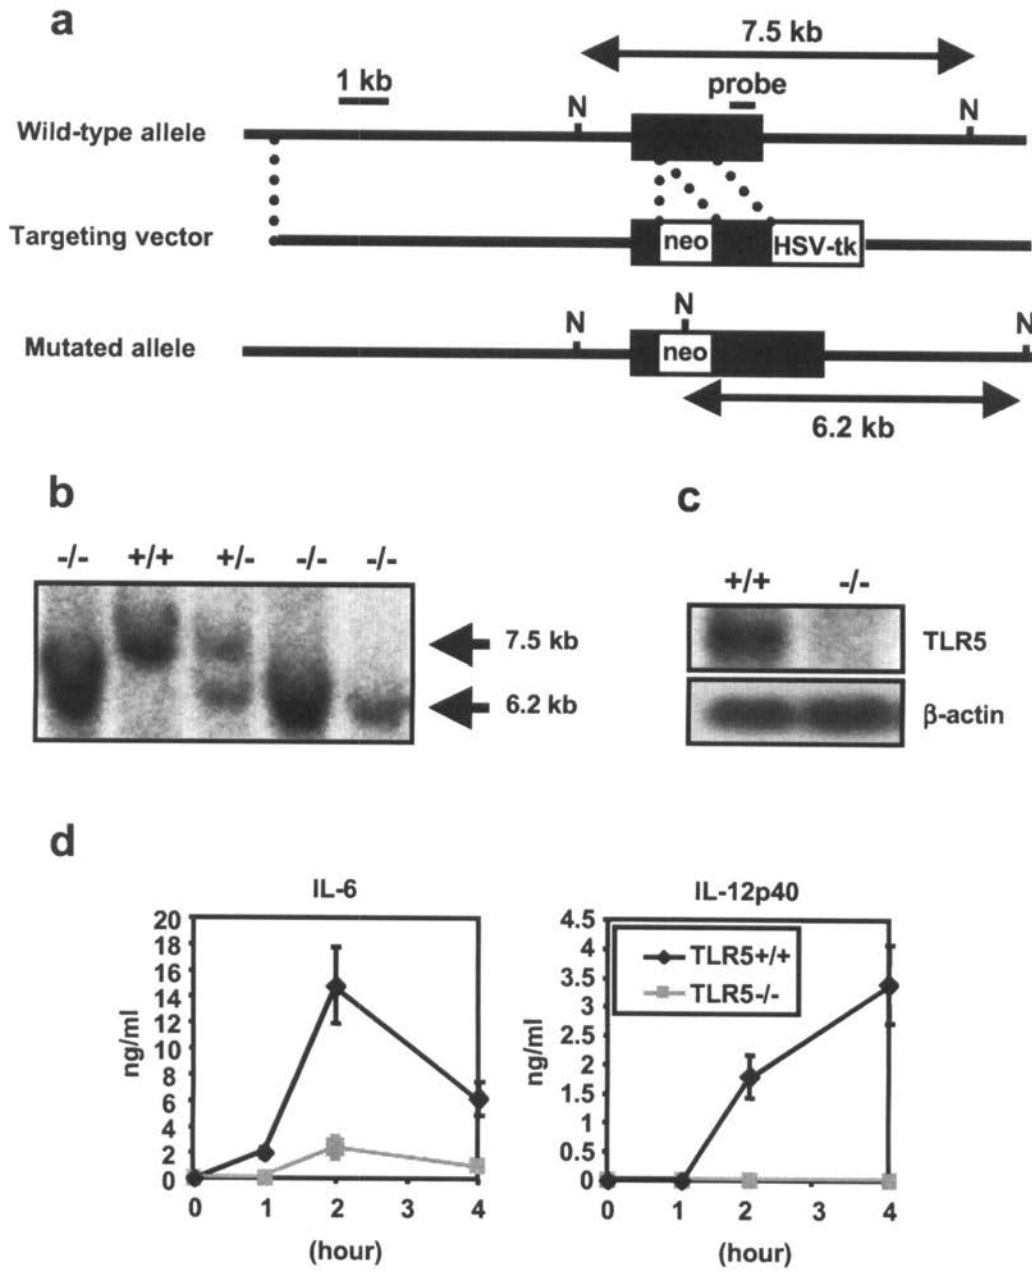 a
7.5 kb
1 kb
probe
N
N
Wild-type allele
Targeting vector
neo
HSV-tk
N
N
N
Mutated allele
neo
6.2 kb
b
-/-
+/+
+/-
-/-
-/-
7.5 kb
6.2 kb
c
+/+
-/-
TLR5
β-actin
d
IL-6
20
18
16
14
12
10
8
6
4
2
0
ng/ml
0
1
2
4
(hour)
IL-12p40
4.5
4
3.5
3
2.5
2
1.5
1
0.5
0
ng/ml
TLR5+/+
TLR5-/-
0
1
2
3
4
(hour)